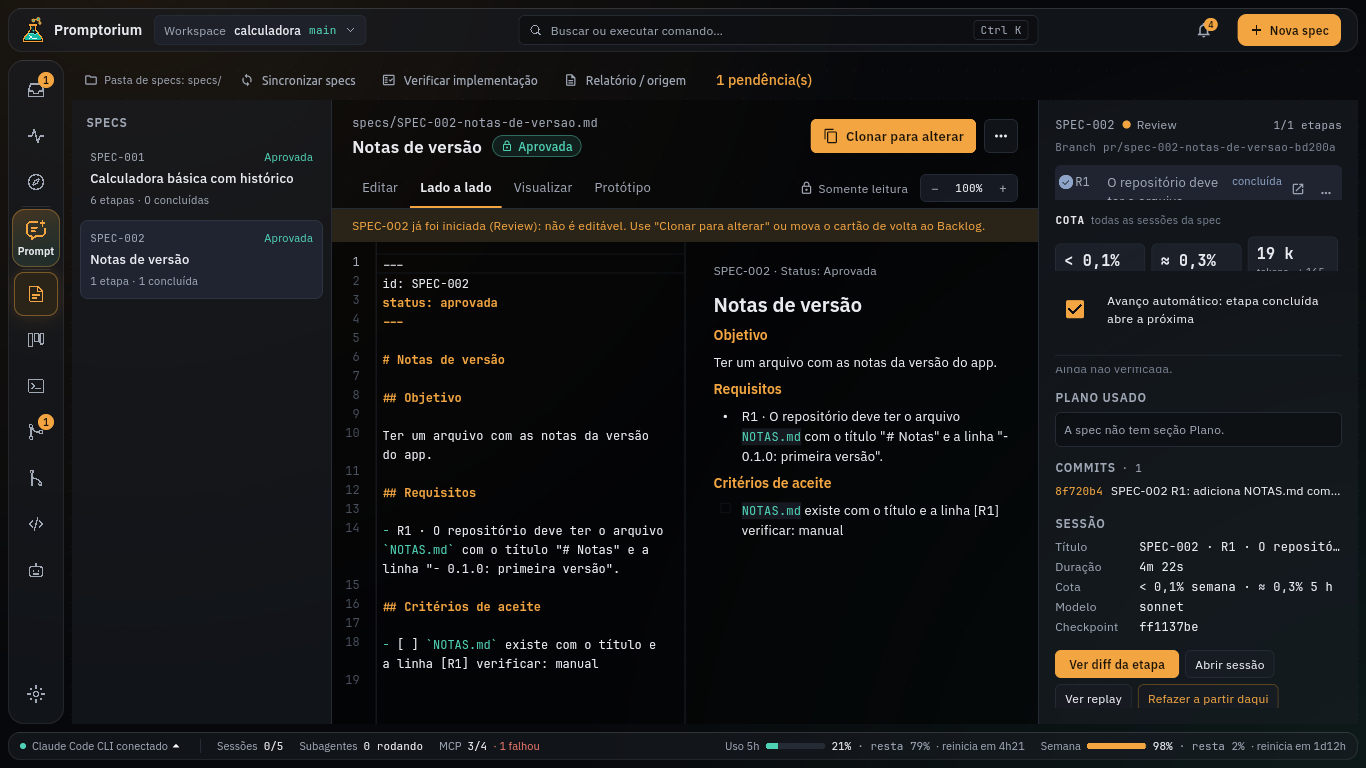 Promptorium
Workspace calculadora main
Buscar ou executar comando...
Ctrl K
4
+ Nova spec
1
Pasta de specs: specs/
Sincronizar specs
Verificar implementação
Relatório / origem
1 pendência(s)
Prompt
1
SPECS
SPEC-001 Aprovada
Calculadora básica com histórico
6 etapas · 0 concluídas
SPEC-002 Aprovada
Notas de versão
1 etapa · 1 concluída
specs/SPEC-002-notas-de-versao.md
Notas de versão
Aprovada
Clonar para alterar
...
Editar
Lado a lado
Visualizar
Protótipo
Somente leitura
− 100% +
SPEC-002 já foi iniciada (Review): não é editável. Use "Clonar para alterar" ou mova o cartão de volta ao Backlog.
1 ---
2 id: SPEC-002
3 status: aprovada
4 ---
5
6 # Notas de versão
7
8 ## Objetivo
9
10 Ter um arquivo com as notas da versão
do app.
11
12 ## Requisitos
13
14 - R1 · O repositório deve ter o arquivo
`NOTAS.md` com o título "# Notas" e a
linha "- 0.1.0: primeira versão".
15
16 ## Critérios de aceite
17
18 - [ ] `NOTAS.md` existe com o título e
a linha [R1] verificar: manual
19
SPEC-002 · Status: Aprovada
Notas de versão
Objetivo
Ter um arquivo com as notas da versão do app.
Requisitos
• R1 · O repositório deve ter o arquivo
NOTAS.md com o título "# Notas" e a linha "-
0.1.0: primeira versão".
Critérios de aceite
NOTAS.md existe com o título e a linha [R1]
verificar: manual
SPEC-002 Review 1/1 etapas
Branch pr/spec-002-notas-de-versao-bd200a
R1 O repositório deve concluída ...
COTA todas as sessões da spec
< 0,1%
≈ 0,3%
19 k
Avanço automático: etapa concluída
abre a próxima
Ainda não verificada.
PLANO USADO
A spec não tem seção Plano.
COMMITS · 1
8f720b4 SPEC-002 R1: adiciona NOTAS.md com...
SESSÃO
Título SPEC-002 · R1 · O repositó…
Duração 4m 22s
Cota < 0,1% semana · ≈ 0,3% 5 h
Modelo sonnet
Checkpoint ff1137be
Ver diff da etapa
Abrir sessão
Ver replay
Refazer a partir daqui
Claude Code CLI conectado
Sessões 0/5
Subagentes 0 rodando
MCP 3/4 · 1 falhou
Uso 5h 21% · resta 79% · reinicia em 4h21
Semana 98% · resta 2% · reinicia em 1d12h